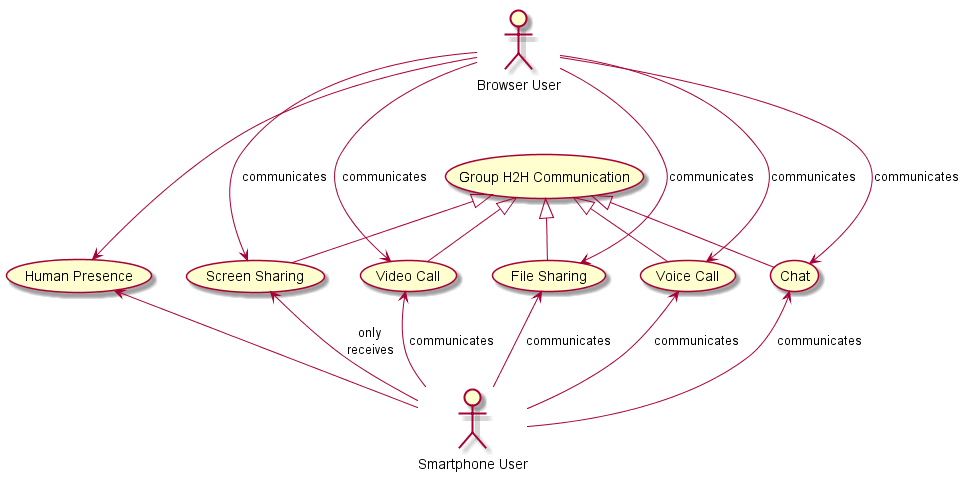 Browser User
communicates
communicates
Group H2H Communication
communicates
communicates
communicates
Human Presence
Screen Sharing
Video Call
File Sharing
Voice Call
Chat
only
receives
communicates
communicates
communicates
communicates
Smartphone User